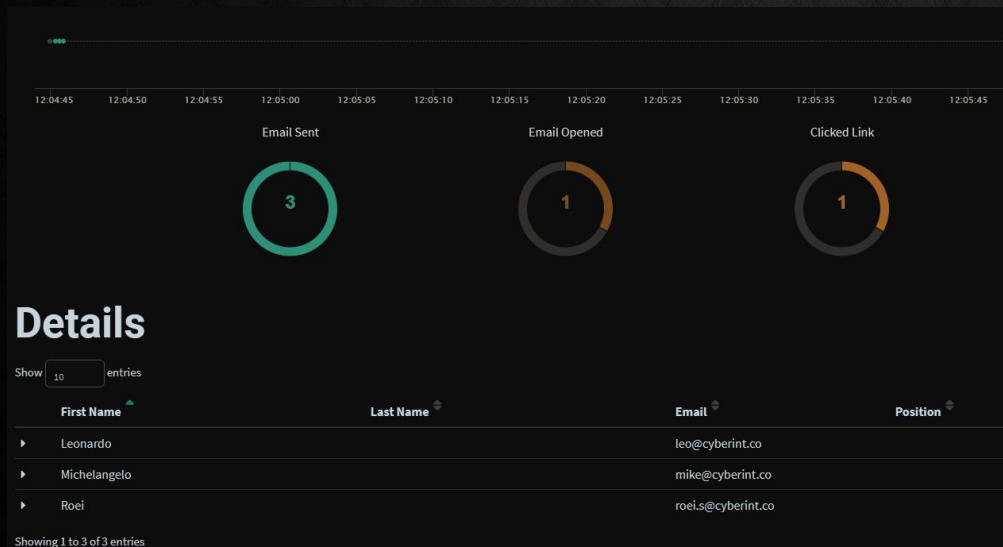 12:04:45 12:04:50 12:04:55 12:05:00 12:05:05 12:05:10 12:05:15 12:05:20 12:05:25 12:05:30 12:05:35 12:05:40 12:05:45
Email Sent Email Opened Clicked Link
3 1 1
Details
Show 10 entries
First Name Last Name Email Position
Leonardo leo@cyberint.co
Michelangelo mike@cyberint.co
Roei roei.s@cyberint.co
Showing 1 to 3 of 3 entries